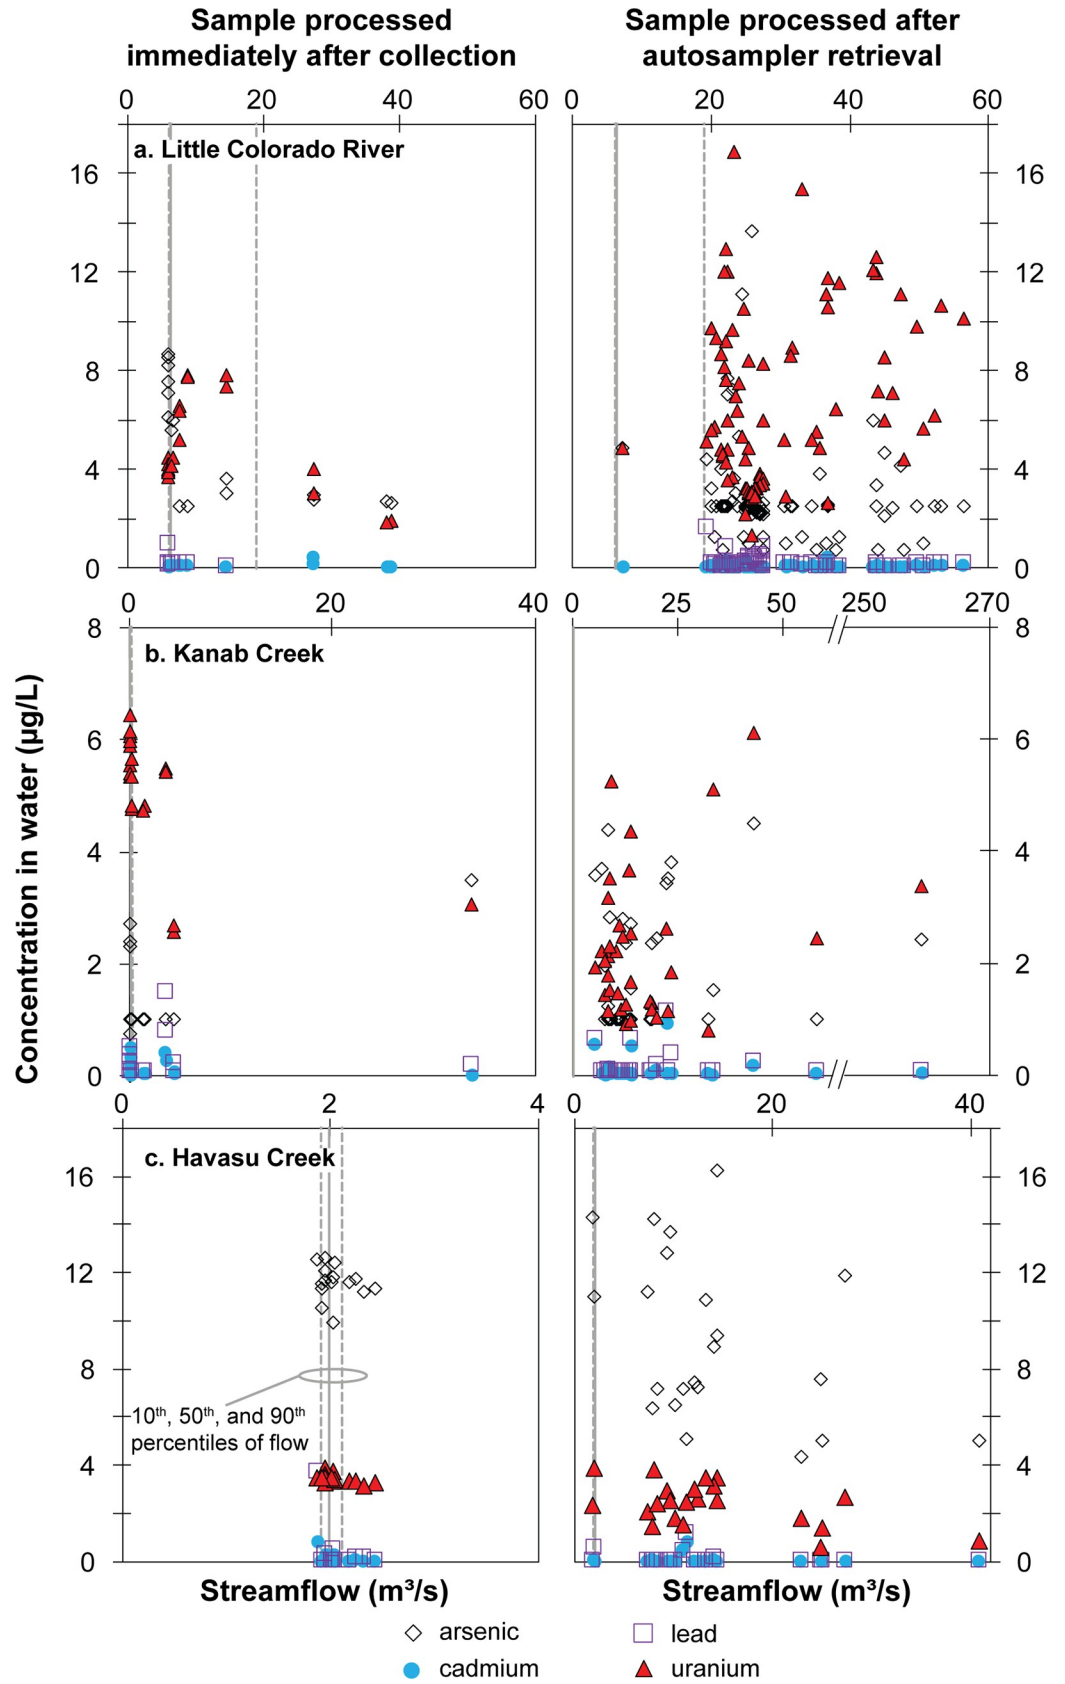 Sample processed
immediately after collection
Sample processed after
autosampler retrieval
0 20 40 60
0 20 40 60
a. Little Colorado River
16 16
12 12
8 8
4 4
0 0
0 20 40
0 25 50 250 270
8 8
b. Kanab Creek
6 6
4 4
2 2
0 0
Concentration in water (µg/L)
0 2 4
0 20 40
c. Havasu Creek
16 16
12 12
8 8
10th, 50th, and 90th
percentiles of flow
4 4
0 0
Streamflow (m³/s) Streamflow (m³/s)
arsenic lead
cadmium uranium